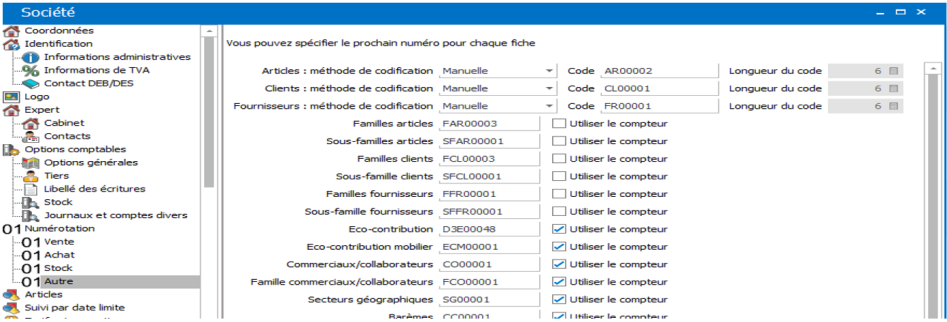 Société
Coordonnées
Identification
Informations administratives
Informations de TVA
Contact DEB/DES
Logo
Expert
Cabinet
Contacts
Options comptables
Options générales
Tiers
Libellé des écritures
Stock
Journaux et comptes divers
01 Numérotation
01 Vente
01 Achat
01 Stock
01 Autre
Articles
Suivi par date limite
Vous pouvez spécifier le prochain numéro pour chaque fiche
Articles : méthode de codification Manuelle Code AR00002 Longueur du code 6
Clients : méthode de codification Manuelle Code CL00001 Longueur du code 6
Fournisseurs : méthode de codification Manuelle Code FR00001 Longueur du code 6
Familles articles FAR00003 Utiliser le compteur
Sous-familles articles SFAR00001 Utiliser le compteur
Familles clients FCL00003 Utiliser le compteur
Sous-famille clients SFCL00001 Utiliser le compteur
Familles fournisseurs FFR00001 Utiliser le compteur
Sous-famille fournisseurs SFFR00001 Utiliser le compteur
Eco-contribution D3E00048 Utiliser le compteur
Eco-contribution mobilier ECM00001 Utiliser le compteur
Commerciaux/collaborateurs CO00001 Utiliser le compteur
Famille commerciaux/collaborateurs FCO00001 Utiliser le compteur
Secteurs géographiques SG00001 Utiliser le compteur
Barèmes CC00001 Utiliser le compteur